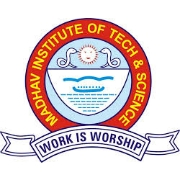 MADHAV INSTITUTE OF TECH & SCIENCE
WORK IS WORSHIP